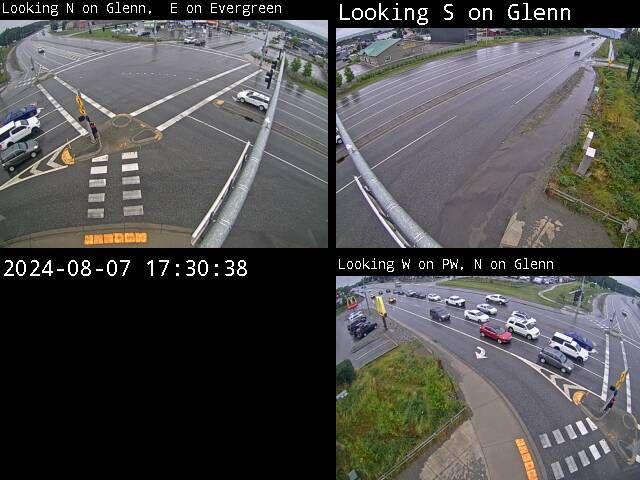 Looking N on Glenn,  E on Evergreen
Looking S on Glenn
2024-08-07 17:30:38
Looking W on PW, N on Glenn